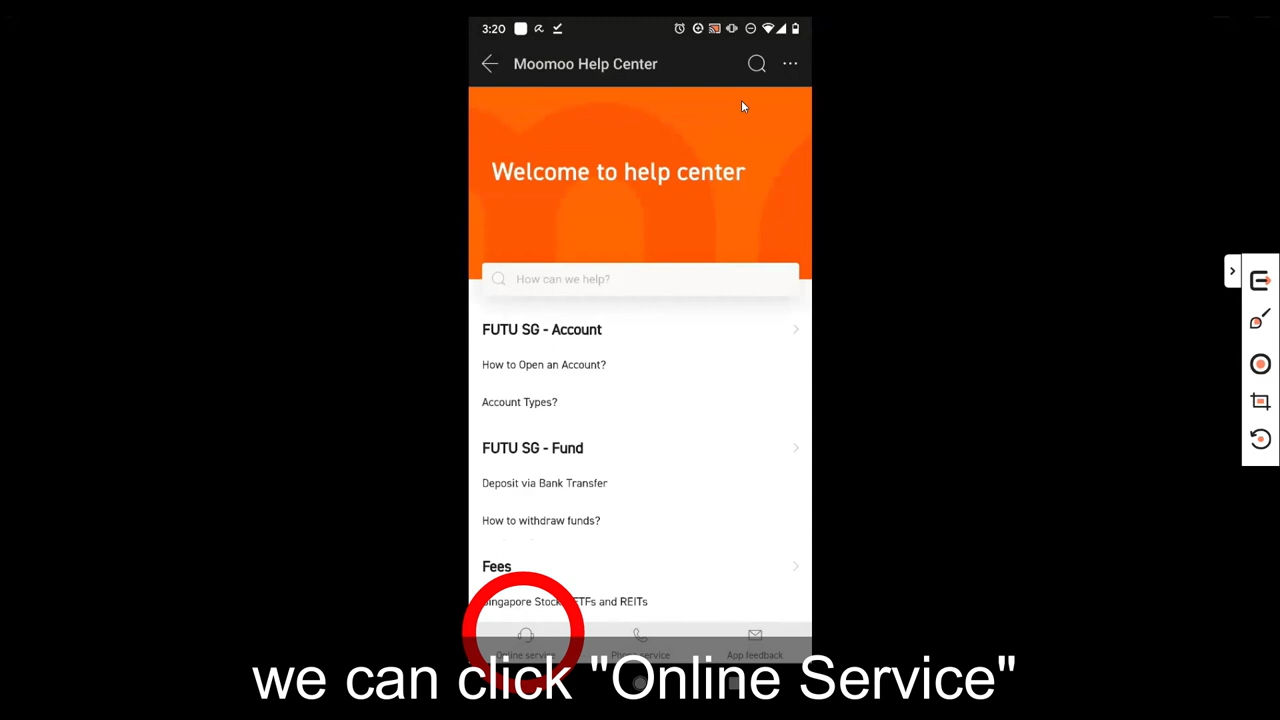 3:20
Moomoo Help Center
Welcome to help center
How can we help?
FUTU SG - Account
How to Open an Account?
Account Types?
FUTU SG - Fund
Deposit via Bank Transfer
How to withdraw funds?
Fees
Singapore Stock ETFs and REITs
Online service
Phone service
App feedback
we can click "Online Service"